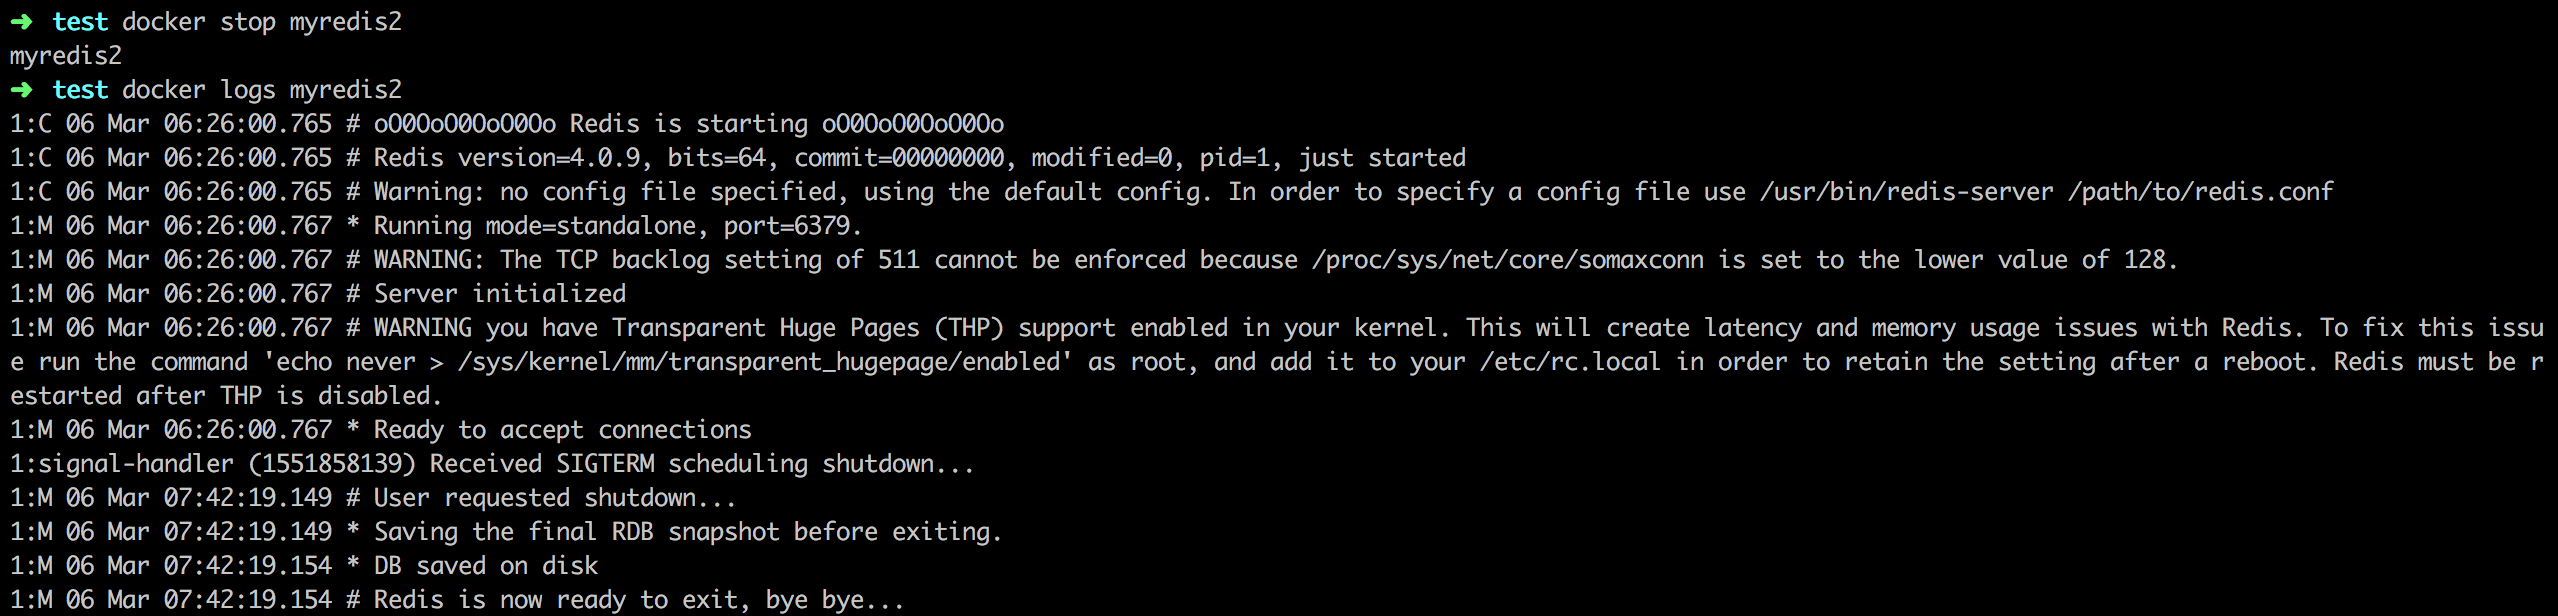 ➜ test docker stop myredis2
myredis2
➜ test docker logs myredis2
1:C 06 Mar 06:26:00.765 # oO0OoO0OoO0Oo Redis is starting oO0OoO0OoO0Oo
1:C 06 Mar 06:26:00.765 # Redis version=4.0.9, bits=64, commit=00000000, modified=0, pid=1, just started
1:C 06 Mar 06:26:00.765 # Warning: no config file specified, using the default config. In order to specify a config file use /usr/bin/redis-server /path/to/redis.conf
1:M 06 Mar 06:26:00.767 * Running mode=standalone, port=6379.
1:M 06 Mar 06:26:00.767 # WARNING: The TCP backlog setting of 511 cannot be enforced because /proc/sys/net/core/somaxconn is set to the lower value of 128.
1:M 06 Mar 06:26:00.767 # Server initialized
1:M 06 Mar 06:26:00.767 # WARNING you have Transparent Huge Pages (THP) support enabled in your kernel. This will create latency and memory usage issues with Redis. To fix this issu
e run the command 'echo never > /sys/kernel/mm/transparent_hugepage/enabled' as root, and add it to your /etc/rc.local in order to retain the setting after a reboot. Redis must be r
estarted after THP is disabled.
1:M 06 Mar 06:26:00.767 * Ready to accept connections
1:signal-handler (1551858139) Received SIGTERM scheduling shutdown...
1:M 06 Mar 07:42:19.149 # User requested shutdown...
1:M 06 Mar 07:42:19.149 * Saving the final RDB snapshot before exiting.
1:M 06 Mar 07:42:19.154 * DB saved on disk
1:M 06 Mar 07:42:19.154 # Redis is now ready to exit, bye bye...